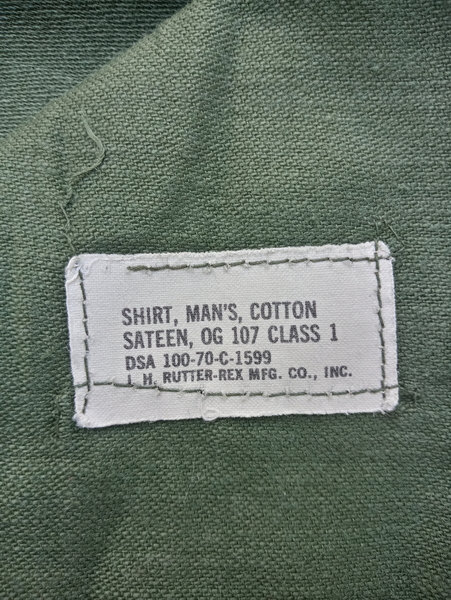 SHIRT, MAN'S, COTTON
SATEEN, OG 107 CLASS 1
DSA 100-70-C-1599
J. H. RUTTER-REX MFG. CO., INC.